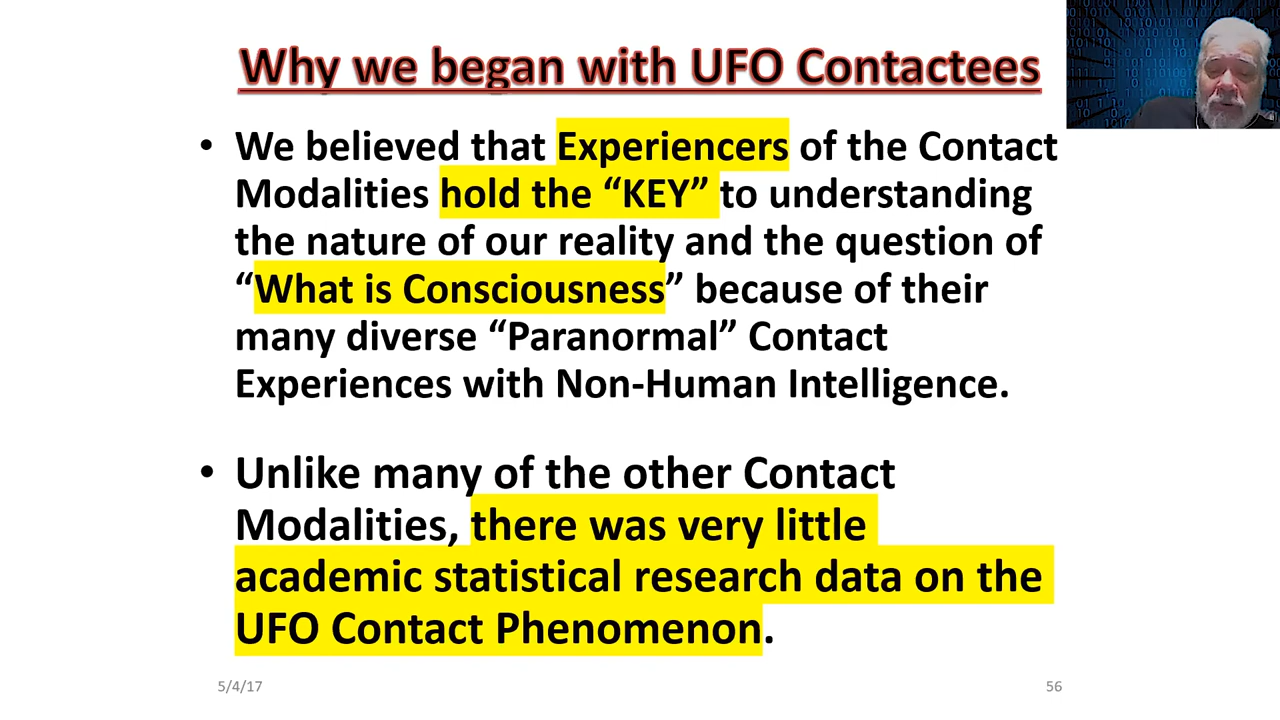 Why we began with UFO Contactees
• We believed that Experiencers of the Contact
Modalities hold the “KEY” to understanding
the nature of our reality and the question of
“What is Consciousness” because of their
many diverse “Paranormal” Contact
Experiences with Non-Human Intelligence.
• Unlike many of the other Contact
Modalities, there was very little
academic statistical research data on the
UFO Contact Phenomenon.
5/4/17
56